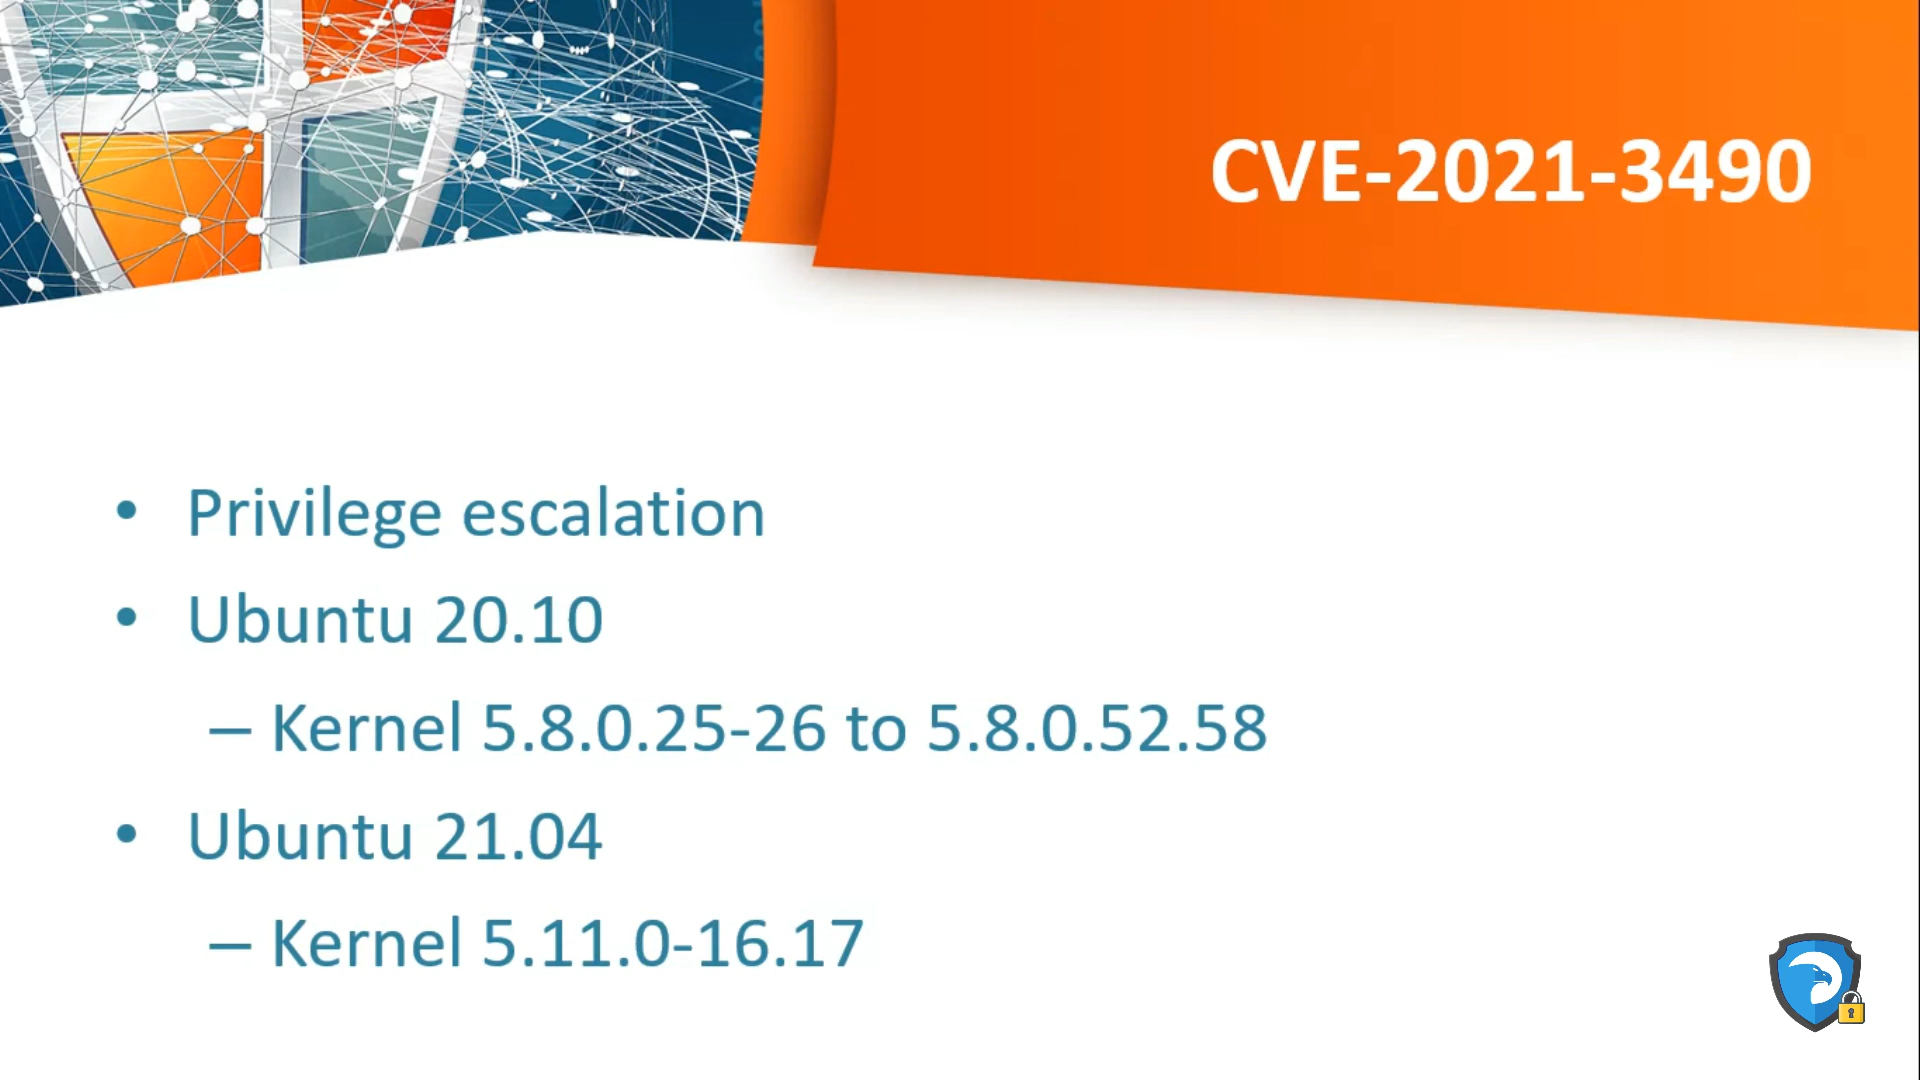 CVE-2021-3490
• Privilege escalation
• Ubuntu 20.10
– Kernel 5.8.0.25-26 to 5.8.0.52.58
• Ubuntu 21.04
– Kernel 5.11.0-16.17